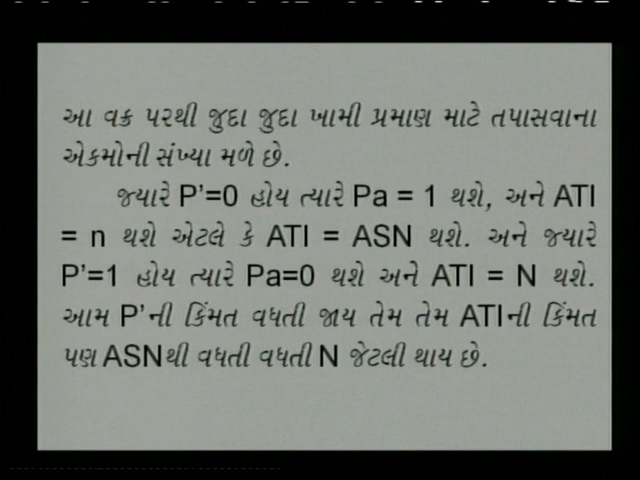 આ વક્ર પરથી જુદા જુદા ખામી પ્રમાણ માટે તપાસવાના
એકમોની સંખ્યા મળે છે.
જ્યારે P'=0 હોય ત્યારે Pa = 1 થશે, અને ATI
= n થશે એટલે કે ATI = ASN થશે. અને જ્યારે
P'=1 હોય ત્યારે Pa=0 થશે અને ATI = N થશે.
આમ P'ની કિંમત વધતી જાય તેમ તેમ ATIની કિંમત
પણ ASNથી વધતી વધતી N જેટલી થાય છે.